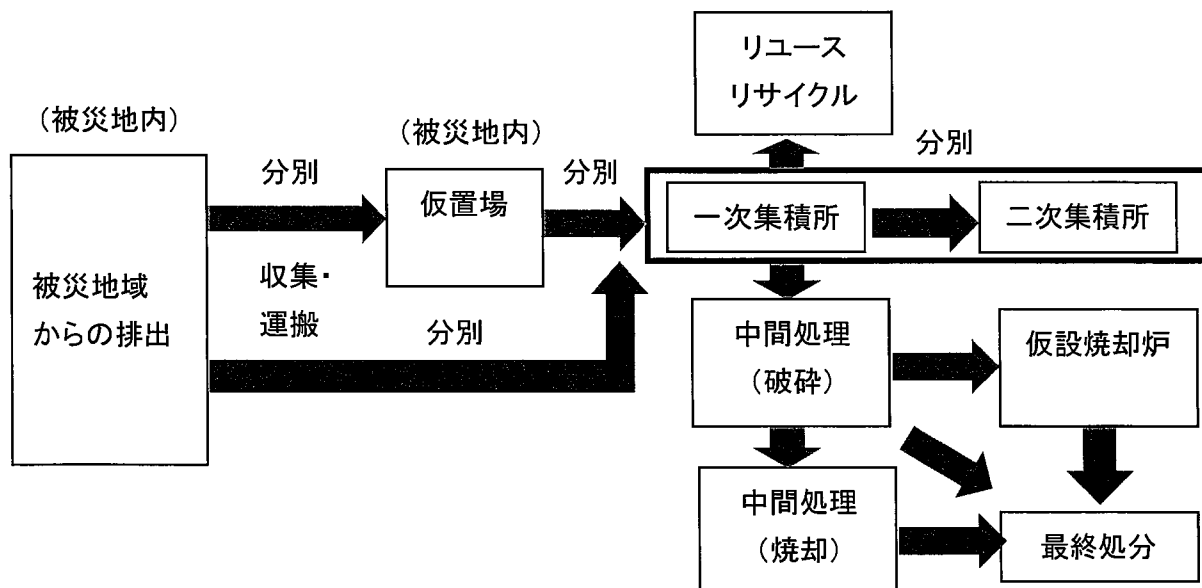 (被災地内)
被災地域
からの排出
分別
収集・
運搬
分別
(被災地内)
仮置場
分別
リユース
リサイクル
分別
一次集積所
二次集積所
中間処理
(破砕)
仮設焼却炉
中間処理
(焼却)
最終処分